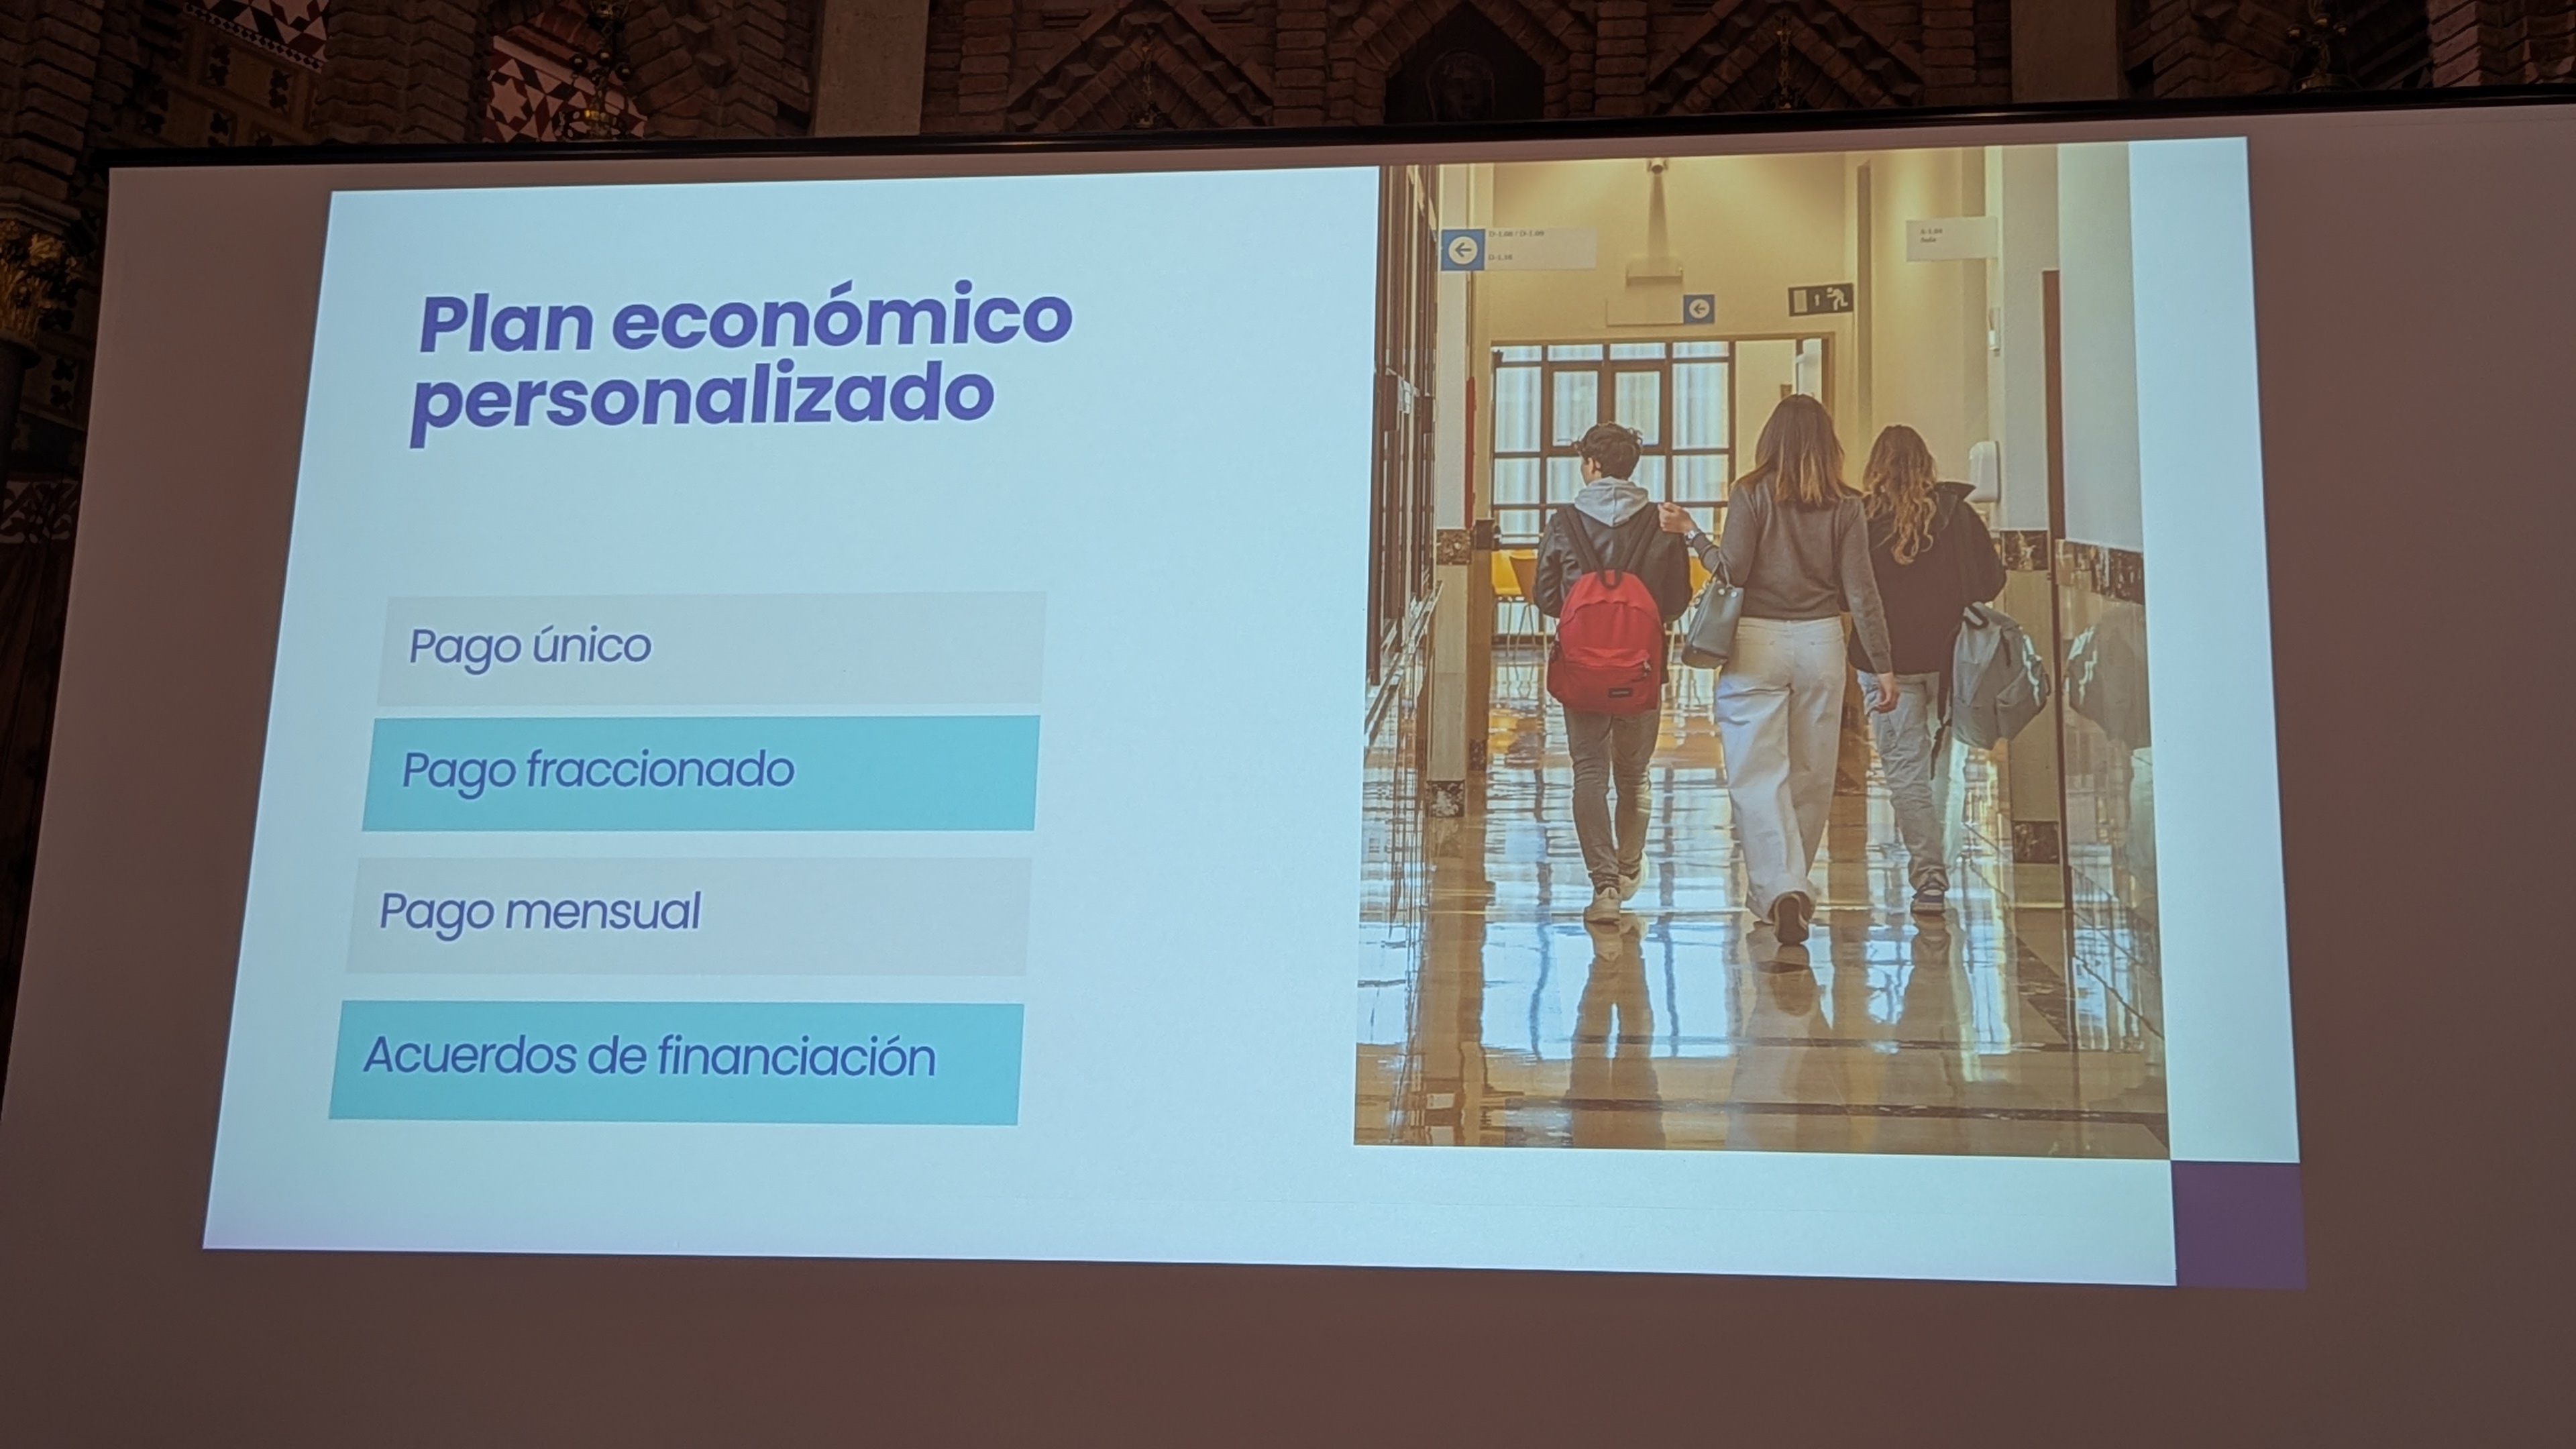 Plan económico
personalizado
Pago único
Pago fraccionado
Pago mensual
Acuerdos de financiación